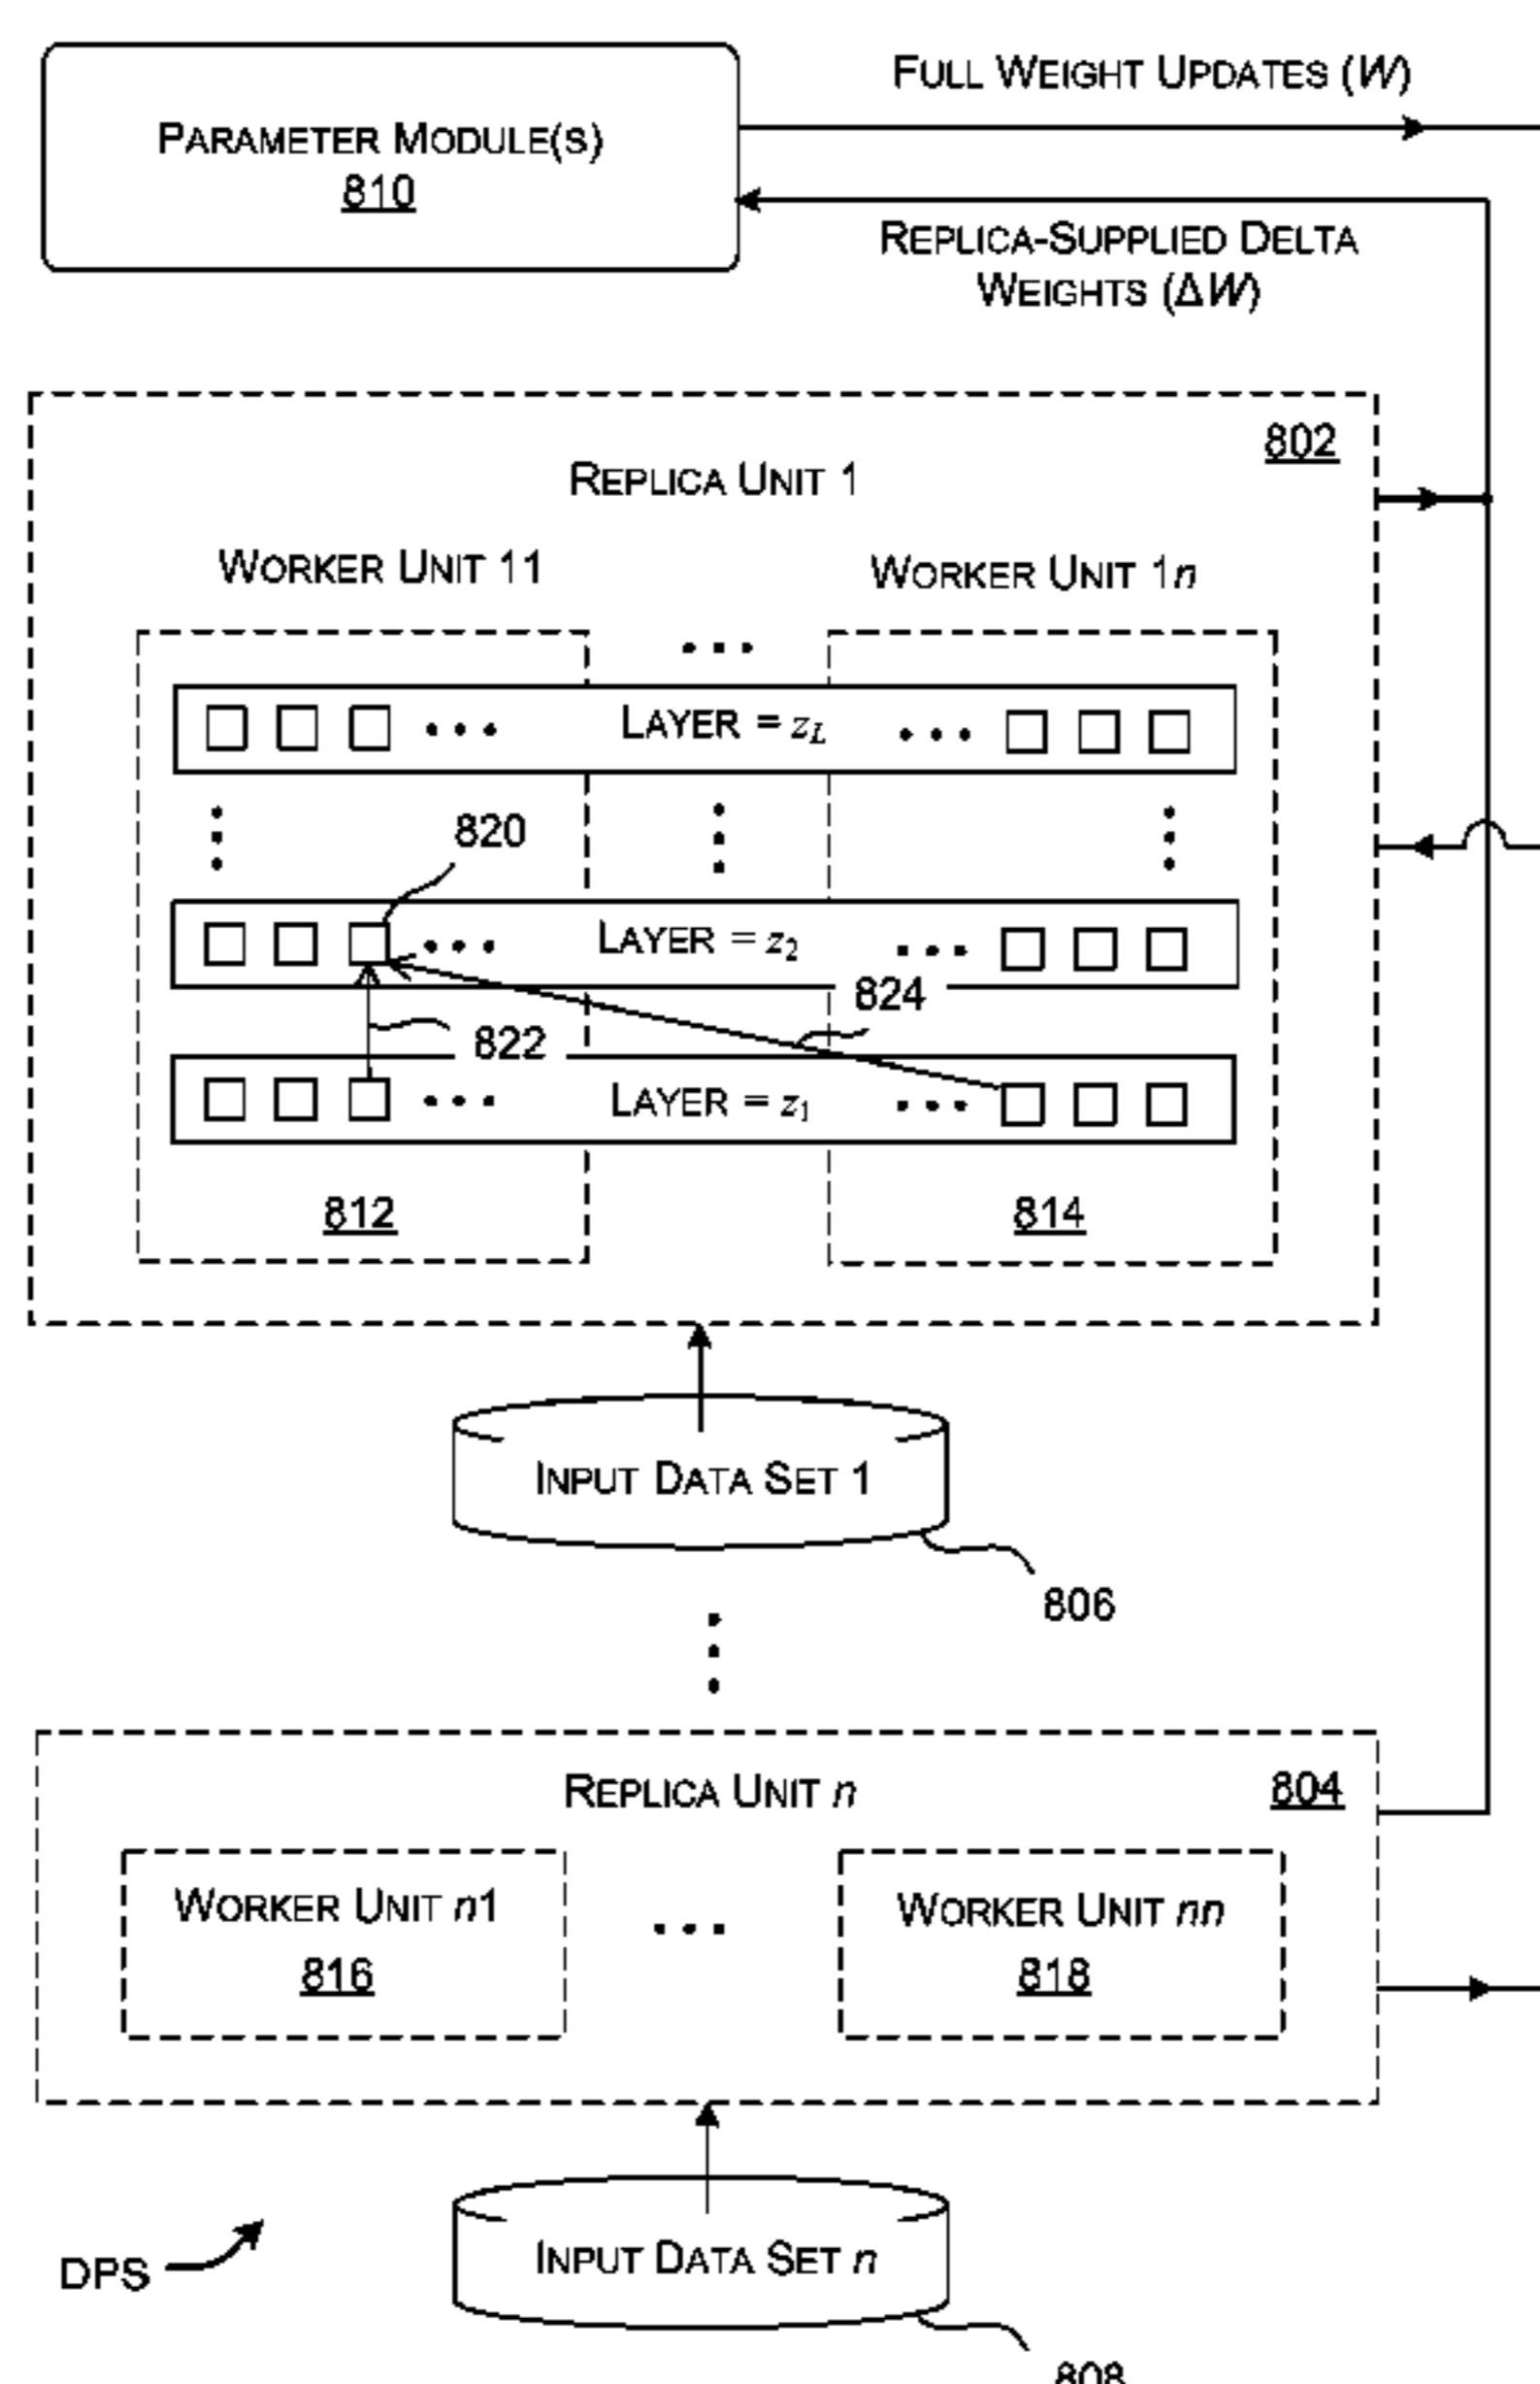 FULL WEIGHT UPDATES (W)
PARAMETER MODULE(S)
810
REPLICA-SUPPLIED DELTA
WEIGHTS (ΔW)
802
REPLICA UNIT 1
WORKER UNIT 11
WORKER UNIT 1n
...
... LAYER = zL ...
820
... LAYER = z2 ...
824
822
... LAYER = z1 ...
812
814
INPUT DATA SET 1
806
REPLICA UNIT n
804
WORKER UNIT n1
...
WORKER UNIT nn
816
818
DPS
INPUT DATA SET n
808